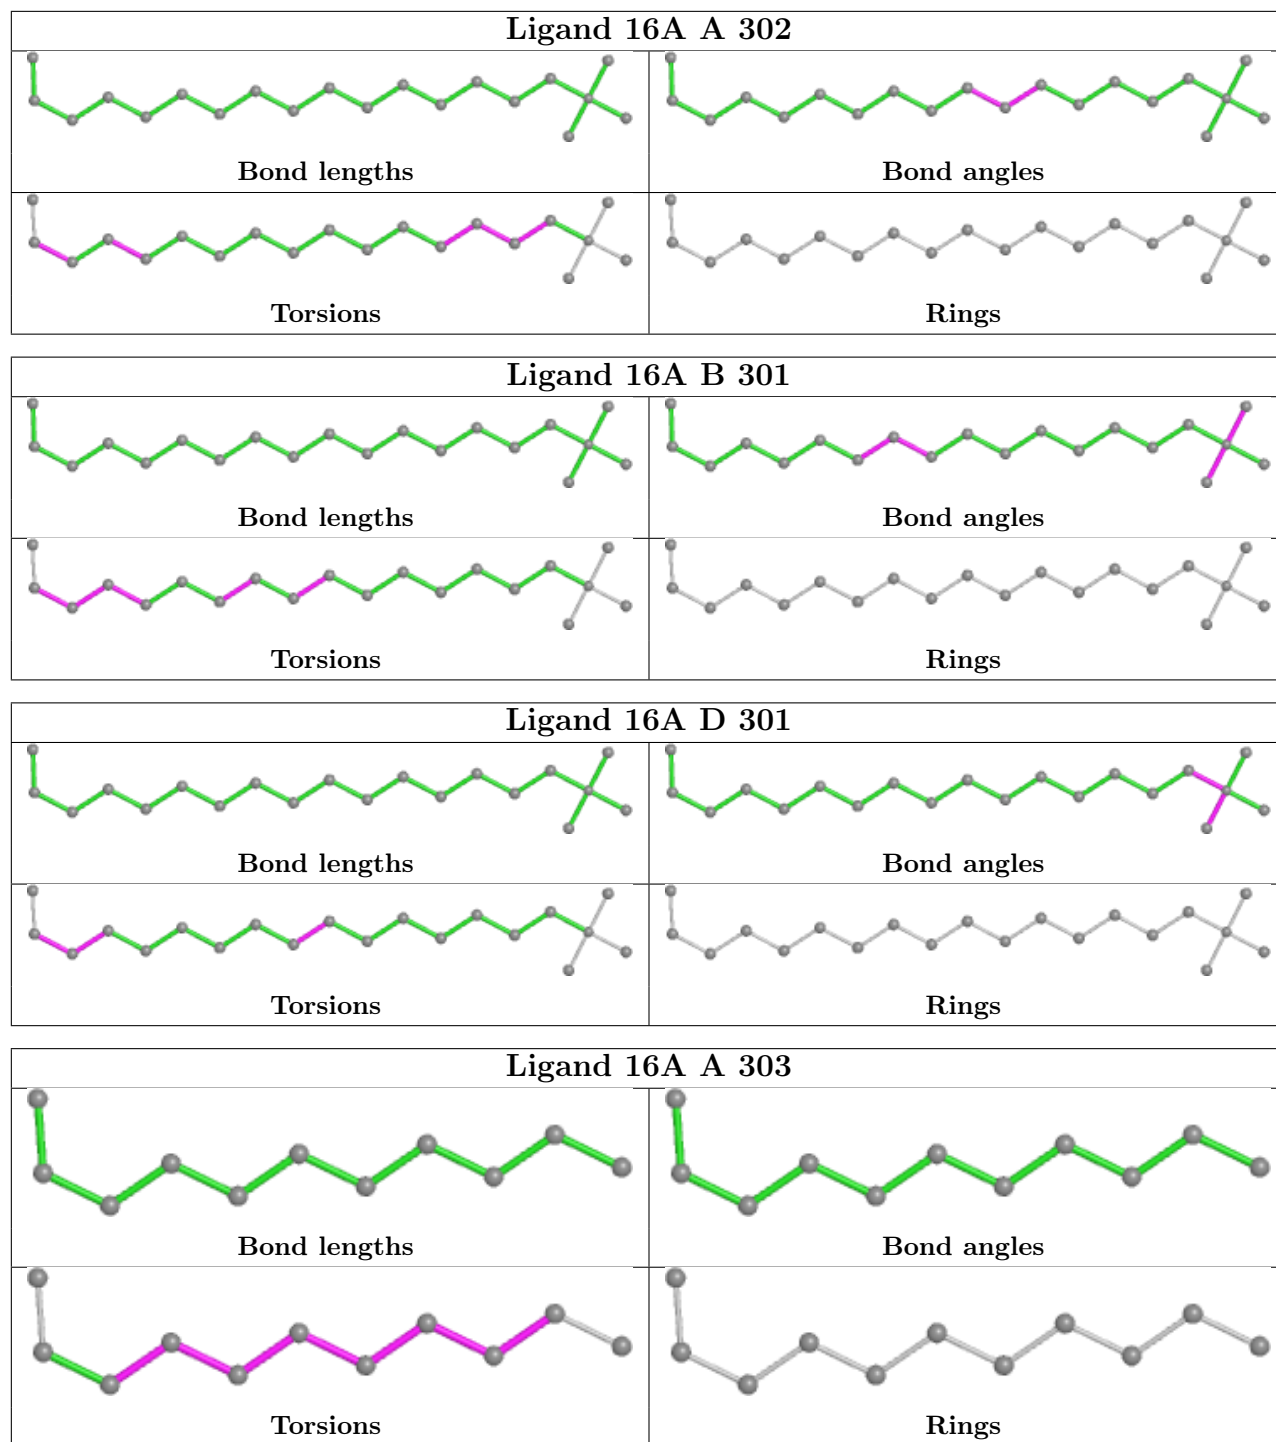 Ligand 16A A 302
Bond lengths
Bond angles
Torsions
Rings
Ligand 16A B 301
Bond lengths
Bond angles
Torsions
Rings
Ligand 16A D 301
Bond lengths
Bond angles
Torsions
Rings
Ligand 16A A 303
Bond lengths
Bond angles
Torsions
Rings